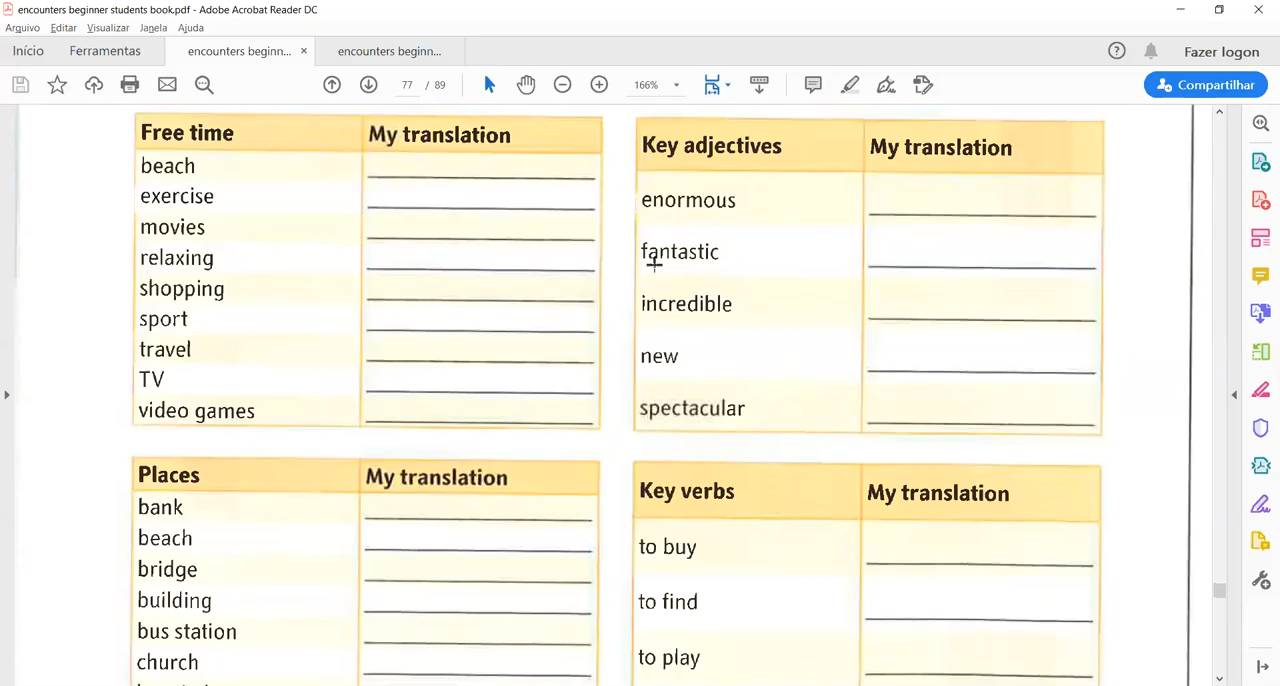 encounters beginner students book.pdf - Adobe Acrobat Reader DC
Arquivo Editar Visualizar Janela Ajuda
Início Ferramentas encounters beginn... × encounters beginn... Fazer logon
77 / 89 166% Compartilhar
Free time My translation
beach
exercise
movies
relaxing
shopping
sport
travel
TV
video games
Key adjectives My translation
enormous
fantastic
incredible
new
spectacular
Places My translation
bank
beach
bridge
building
bus station
church
Key verbs My translation
to buy
to find
to play